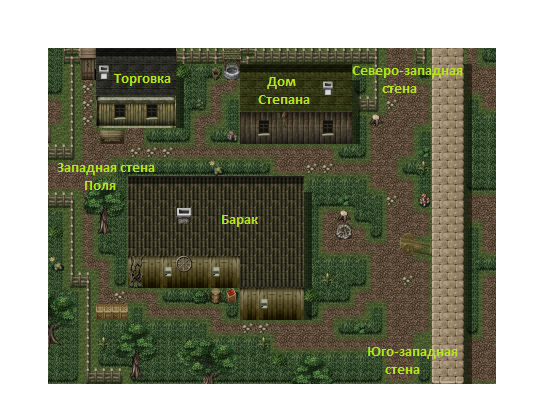 Торговка
Дом
Степана
Северо-западная
стена
Западная стена
Поля
Барак
Юго-западная
стена